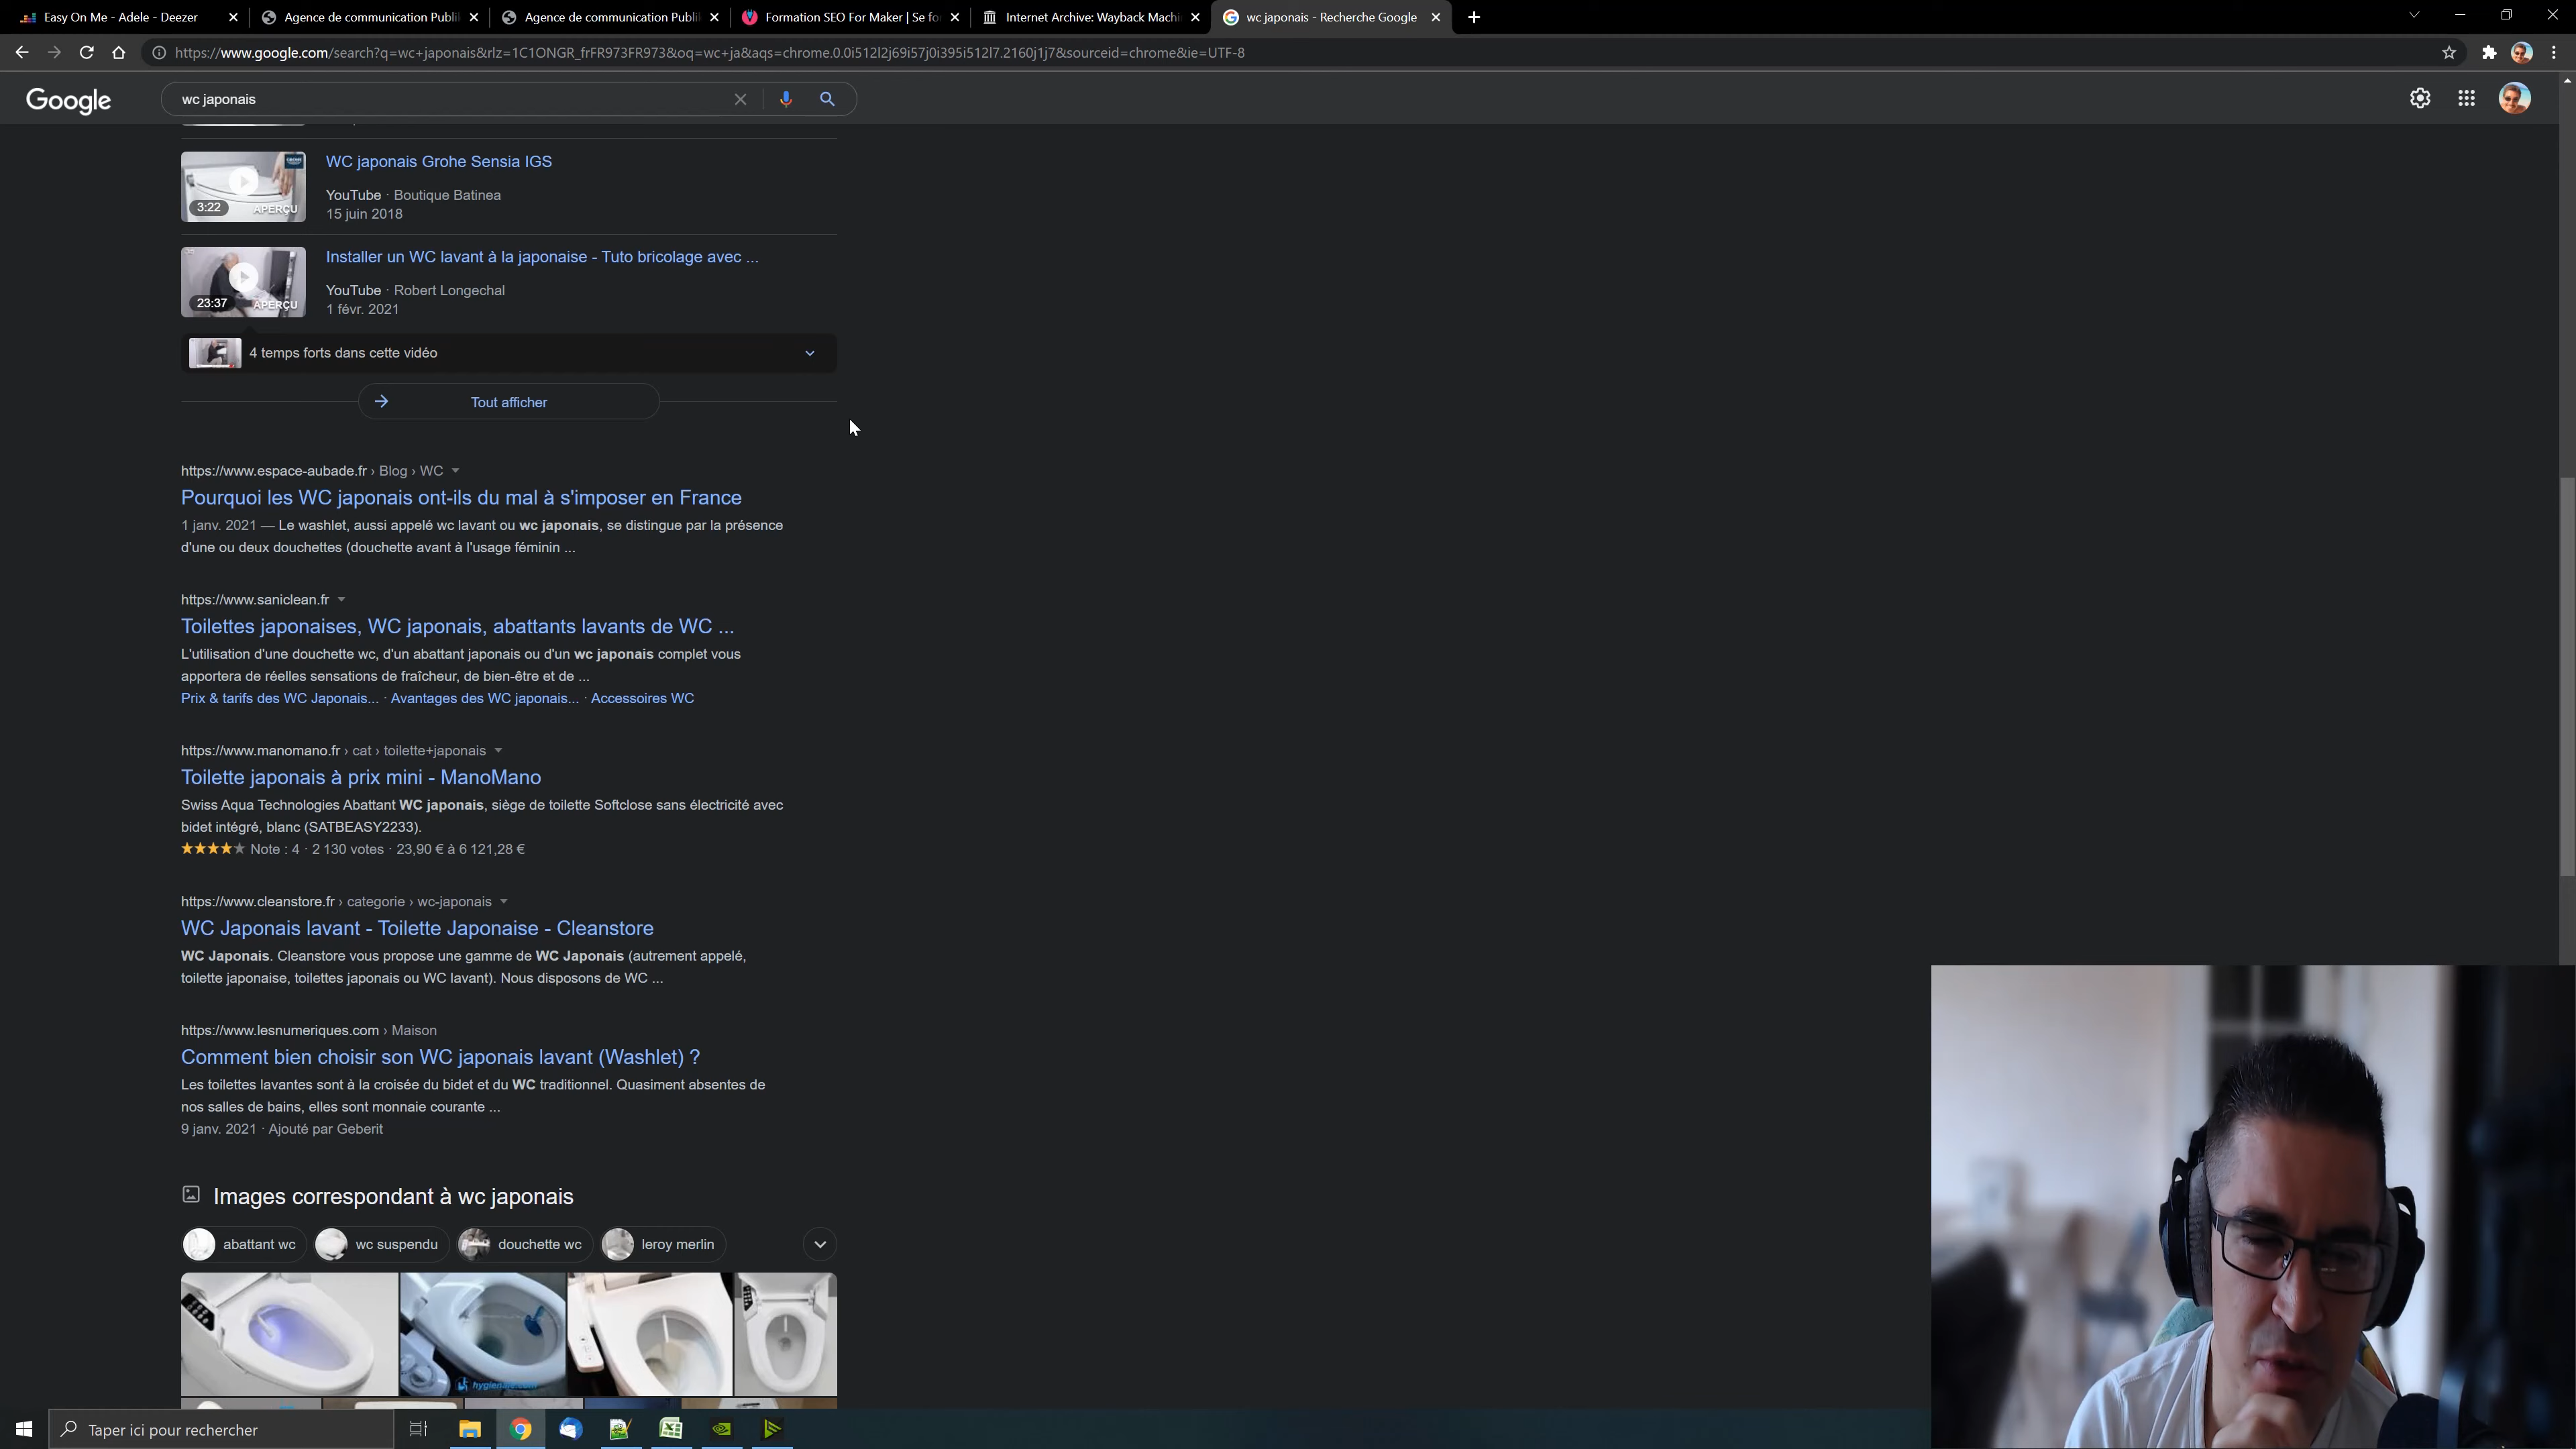 Easy On Me - Adele - Deezer
Agence de communication Publi
Agence de communication Publi
Formation SEO For Maker | Se fo
Internet Archive: Wayback Machi
wc japonais - Recherche Google
https://www.google.com/search?q=wc+japonais&rlz=1C1ONGR_frFR973FR973&oq=wc+ja&aqs=chrome.0.0i512l2j69i57j0i395i512l7.2160j1j7&sourceid=chrome&ie=UTF-8
Google
wc japonais
WC japonais Grohe Sensia IGS
YouTube · Boutique Batinea
15 juin 2018
3:22
APERÇU
Installer un WC lavant à la japonaise - Tuto bricolage avec ...
YouTube · Robert Longechal
1 févr. 2021
23:37
APERÇU
4 temps forts dans cette vidéo
Tout afficher
https://www.espace-aubade.fr › Blog › WC
Pourquoi les WC japonais ont-ils du mal à s'imposer en France
1 janv. 2021 — Le washlet, aussi appelé wc lavant ou wc japonais, se distingue par la présence
d'une ou deux douchettes (douchette avant à l'usage féminin ...
https://www.saniclean.fr
Toilettes japonaises, WC japonais, abattants lavants de WC ...
L'utilisation d'une douchette wc, d'un abattant japonais ou d'un wc japonais complet vous
apportera de réelles sensations de fraîcheur, de bien-être et de ...
Prix & tarifs des WC Japonais... · Avantages des WC japonais... · Accessoires WC
https://www.manomano.fr › cat › toilette+japonais
Toilette japonais à prix mini - ManoMano
Swiss Aqua Technologies Abattant WC japonais, siège de toilette Softclose sans électricité avec
bidet intégré, blanc (SATBEASY2233).
Note : 4 · 2 130 votes · 23,90 € à 6 121,28 €
https://www.cleanstore.fr › categorie › wc-japonais
WC Japonais lavant - Toilette Japonaise - Cleanstore
WC Japonais. Cleanstore vous propose une gamme de WC Japonais (autrement appelé,
toilette japonaise, toilettes japonais ou WC lavant). Nous disposons de WC ...
https://www.lesnumeriques.com › Maison
Comment bien choisir son WC japonais lavant (Washlet) ?
Les toilettes lavantes sont à la croisée du bidet et du WC traditionnel. Quasiment absentes de
nos salles de bains, elles sont monnaie courante ...
9 janv. 2021 · Ajouté par Geberit
Images correspondant à wc japonais
abattant wc
wc suspendu
douchette wc
leroy merlin
hygienade.com
Taper ici pour rechercher